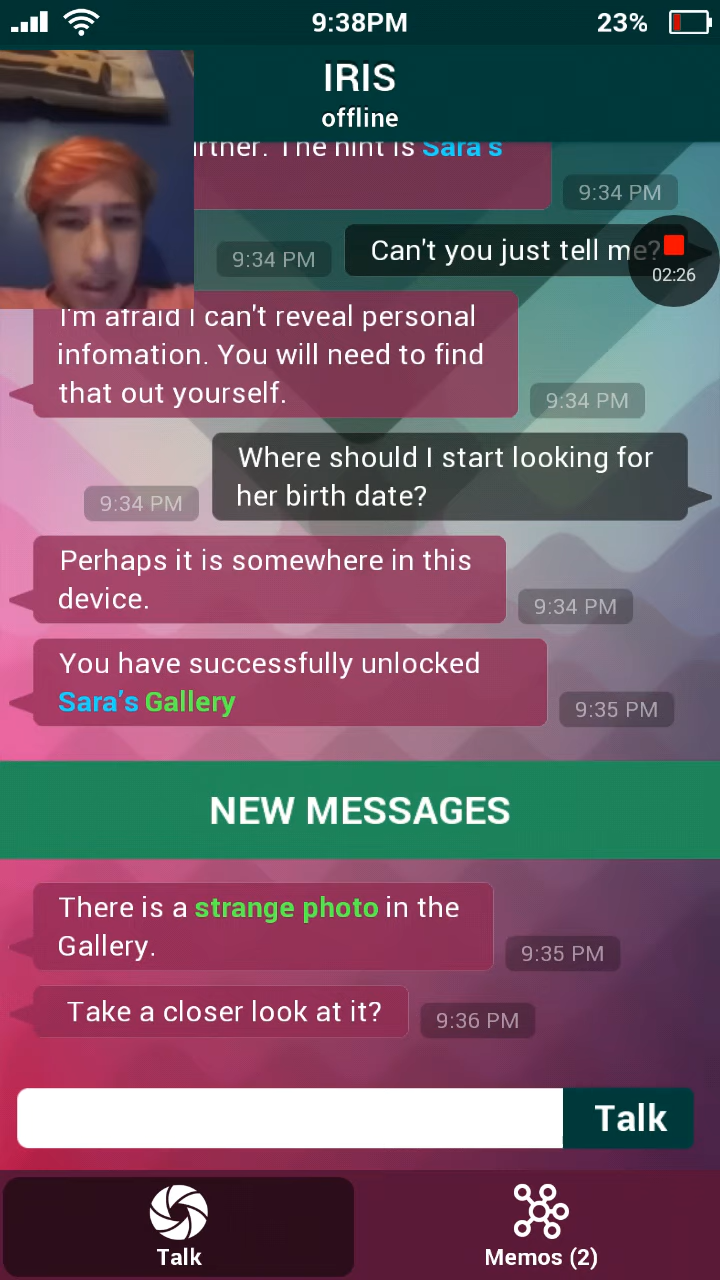 9:38PM
23%
IRIS
offline
The hint is Sara's
9:34 PM
Can't you just tell me?
9:34 PM
02:26
I'm afraid I can't reveal personal
infomation. You will need to find
that out yourself.
9:34 PM
Where should I start looking for
her birth date?
9:34 PM
Perhaps it is somewhere in this
device.
9:34 PM
You have successfully unlocked
Sara's Gallery
9:35 PM
NEW MESSAGES
There is a strange photo in the
Gallery.
9:35 PM
Take a closer look at it?
9:36 PM
Talk
Talk
Memos (2)